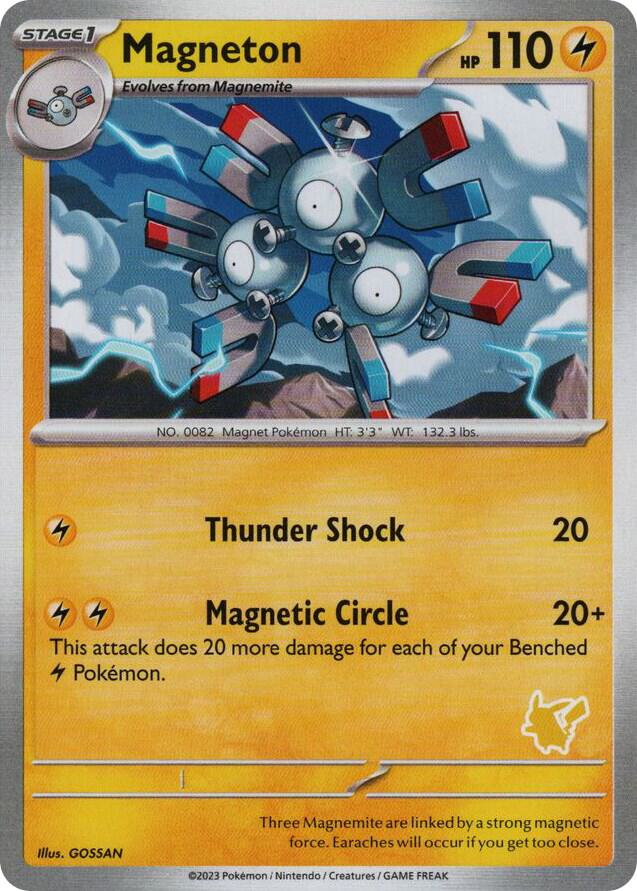 STAGE 1
Magneton
HP 110
Evolves from Magnemite
NO. 0082 Magnet Pokémon HT: 3'3" WT: 132.3 lbs.
Thunder Shock 20
Magnetic Circle 20+
This attack does 20 more damage for each of your Benched
Pokémon.
Three Magnemite are linked by a strong magnetic
force. Earaches will occur if you get too close.
Illus. GOSSAN
©2023 Pokémon / Nintendo / Creatures / GAME FREAK